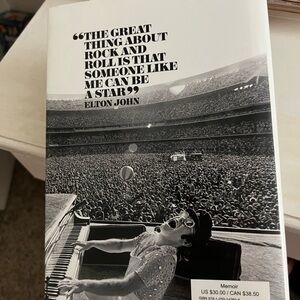 “THE GREAT
THING ABOUT
ROCK AND
ROLL IS THAT
SOMEONE LIKE
ME CAN BE
A STAR”
ELTON JOHN
Memoir
US $30.00 / CAN $38.50